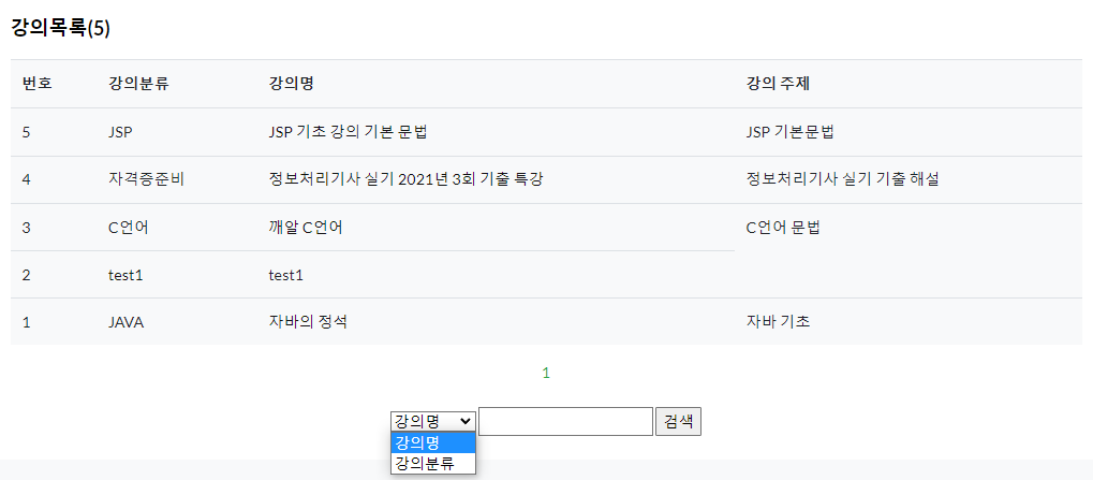 강의목록(5)
번호 강의분류 강의명 강의 주제
5 JSP JSP 기초 강의 기본 문법 JSP 기본문법
4 자격증준비 정보처리기사 실기 2021년 3회 기출 특강 정보처리기사 실기 기출 해설
3 C언어 깨알 C언어 C언어 문법
2 test1 test1
1 JAVA 자바의 정석 자바 기초
1
강의명 검색
강의명
강의분류